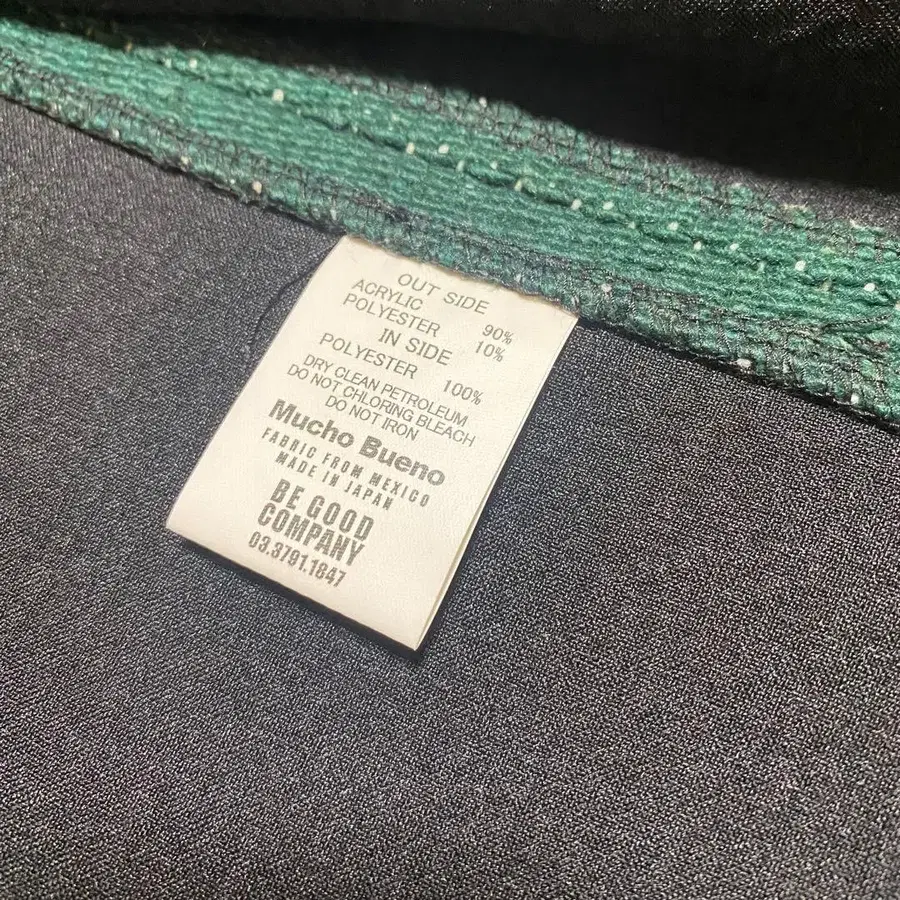 OUT SIDE
ACRYLIC 90%
POLYESTER 10%
IN SIDE
POLYESTER 100%
DRY CLEAN PETROLEUM
DO NOT CHLORING BLEACH
DO NOT IRON
Mucho Bueno
FABRIC FROM MEXICO
MADE IN JAPAN
BE GOOD
COMPANY
03.3791.1847